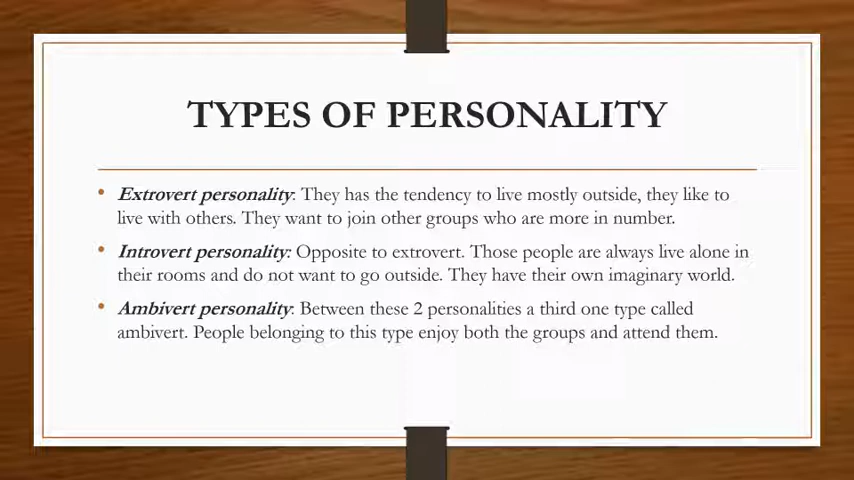 TYPES OF PERSONALITY
• Extrovert personality: They has the tendency to live mostly outside, they like to
live with others. They want to join other groups who are more in number.
• Introvert personality: Opposite to extrovert. Those people are always live alone in
their rooms and do not want to go outside. They have their own imaginary world.
• Ambivert personality: Between these 2 personalities a third one type called
ambivert. People belonging to this type enjoy both the groups and attend them.